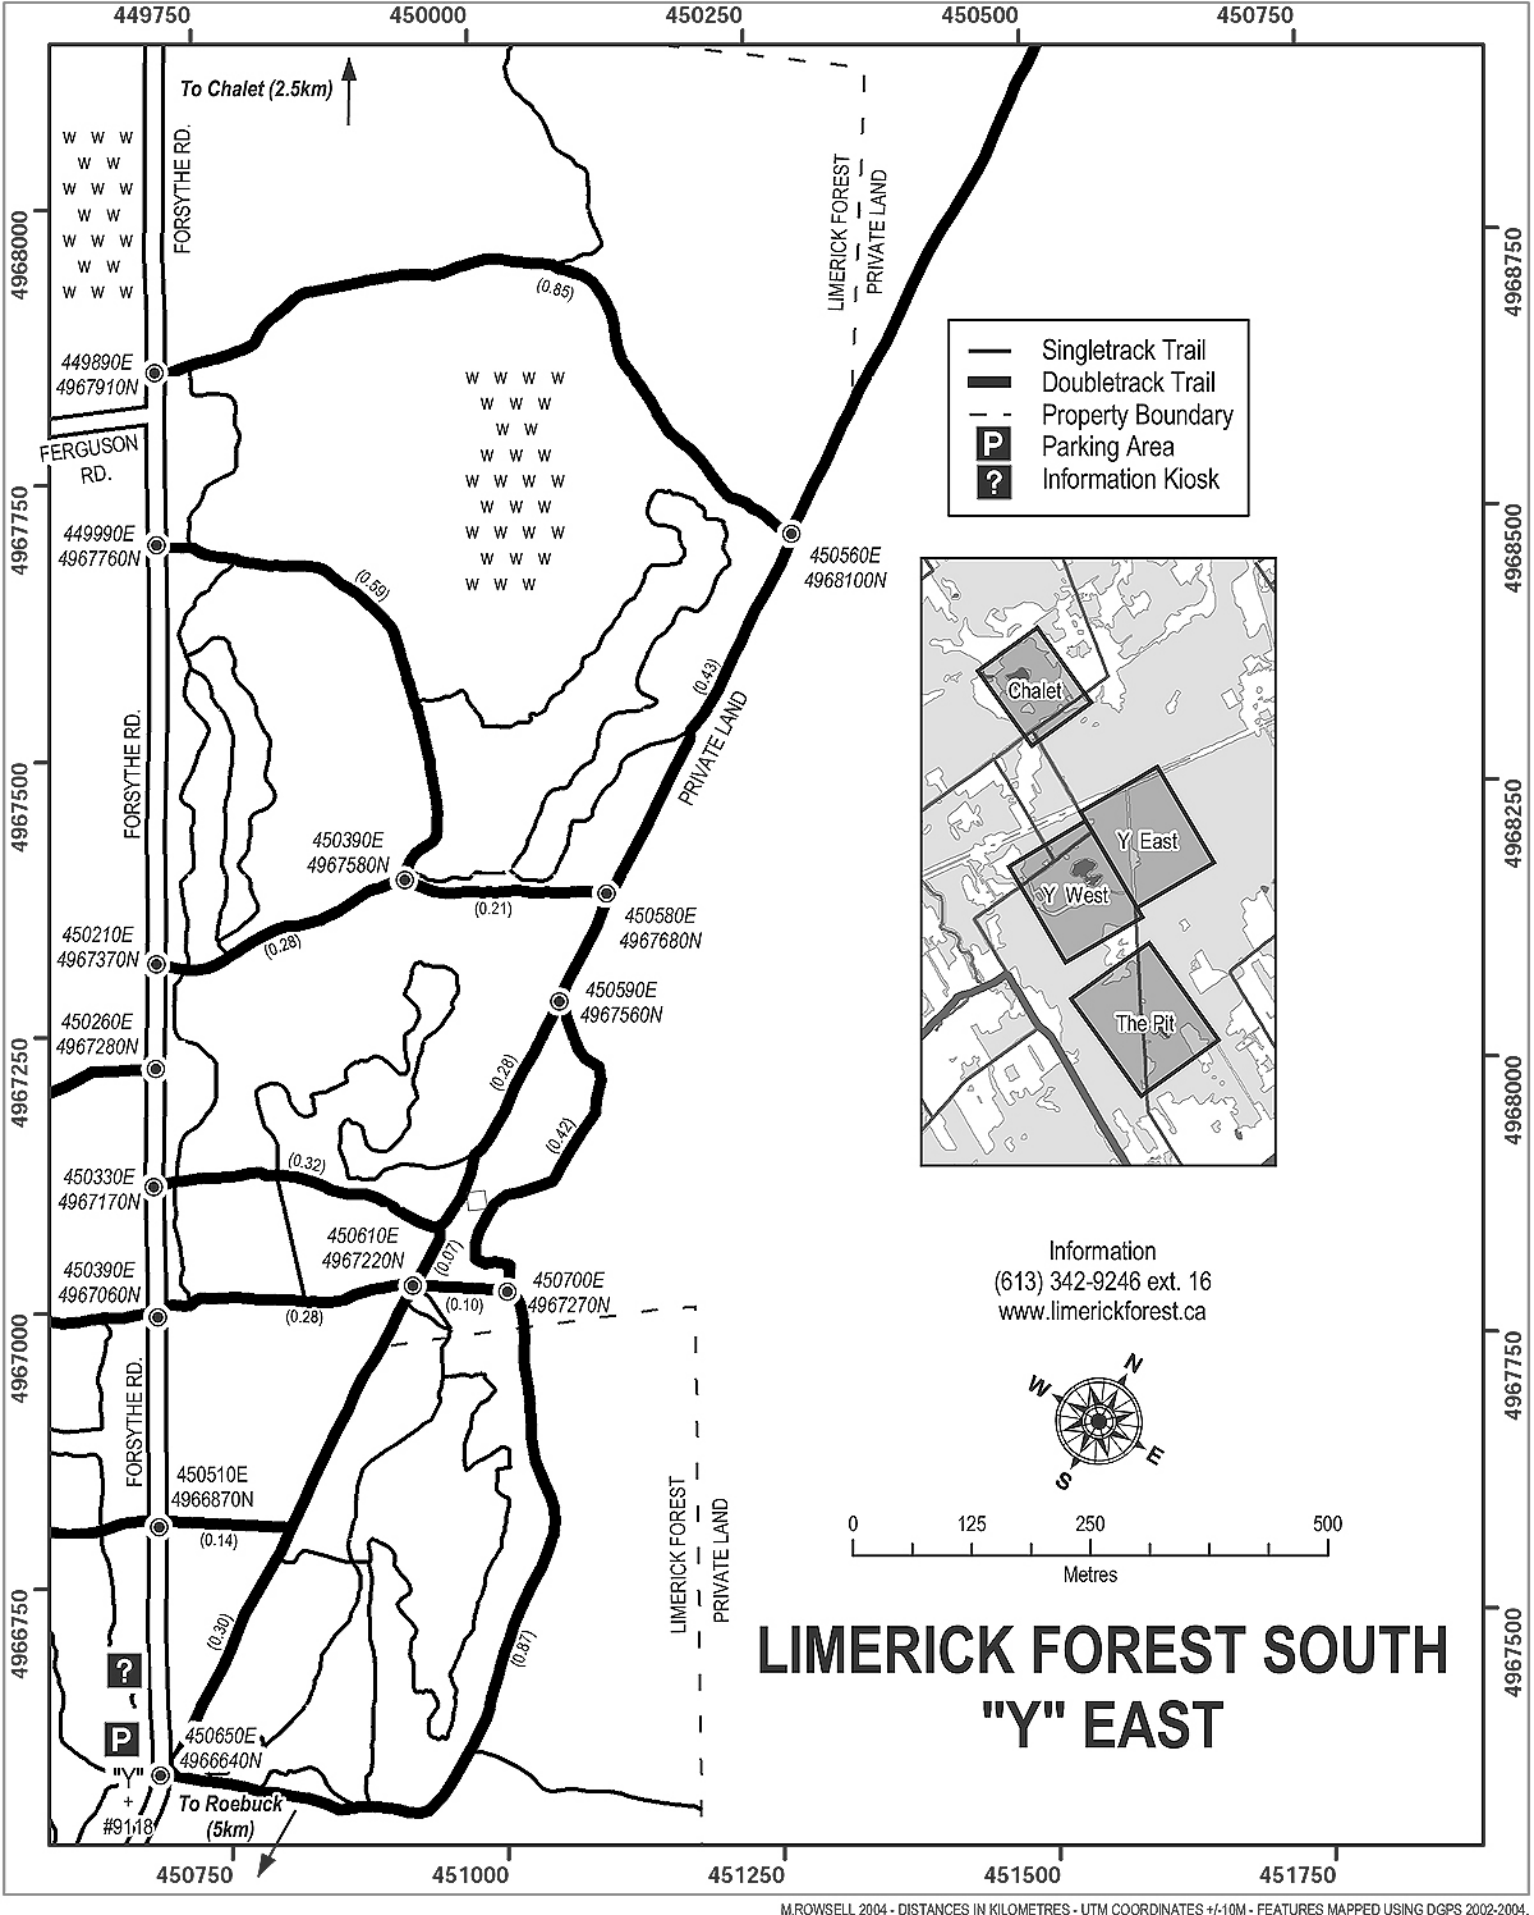 449750
450000
450250
450500
450750
To Chalet (2.5km)
FORSYTHE RD.
LIMERICK FOREST
PRIVATE LAND
4968000
4968750
(0.85)
449890E
4967910N
FERGUSON
RD.
Singletrack Trail
Doubletrack Trail
Property Boundary
P
Parking Area
?
Information Kiosk
4967750
4968500
449990E
4967760N
(0.59)
450560E
4968100N
(0.43)
PRIVATE LAND
Chalet
Y East
Y West
The Pit
FORSYTHE RD.
4967500
4968250
450390E
4967580N
(0.21)
450580E
4967680N
450210E
4967370N
(0.28)
450590E
4967560N
450260E
4967280N
4967250
4968000
(0.28)
(0.42)
450330E
4967170N
(0.32)
450610E
4967220N
(0.07)
450390E
4967060N
(0.28)
(0.10)
450700E
4967270N
Information
(613) 342-9246 ext. 16
www.limerickforest.ca
N
W
E
S
4967000
4967750
FORSYTHE RD.
450510E
4966870N
(0.14)
LIMERICK FOREST
PRIVATE LAND
0 125 250 500
Metres
4966750
4967500
(0.30)
(0.87)
?
P
LIMERICK FOREST SOUTH
"Y" EAST
450650E
4966640N
"Y"
+
#9118
To Roebuck
(5km)
450750
451000
451250
451500
451750
M.ROWSELL 2004 - DISTANCES IN KILOMETRES - UTM COORDINATES +/-10M - FEATURES MAPPED USING DGPS 2002-2004.